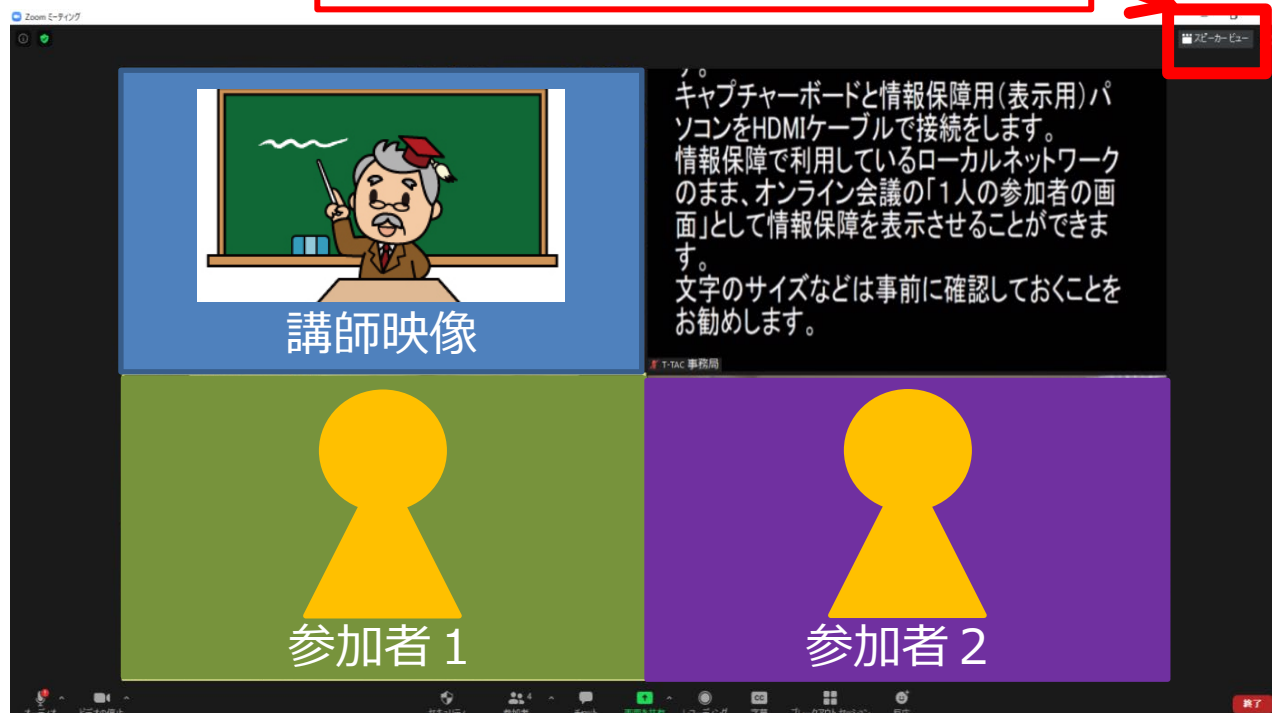 Zoom ミーティング
スピーカービュー
す。
キャプチャーボードと情報保障用(表示用)パ
ソコンをHDMIケーブルで接続をします。
情報保障で利用しているローカルネットワーク
のまま、オンライン会議の「1人の参加者の画
面」として情報保障を表示させることができま
す。
文字のサイズなどは事前に確認しておくことを
お勧めします。
講師映像
T-TAC 事務局
参加者１
参加者２
4
CC
終了